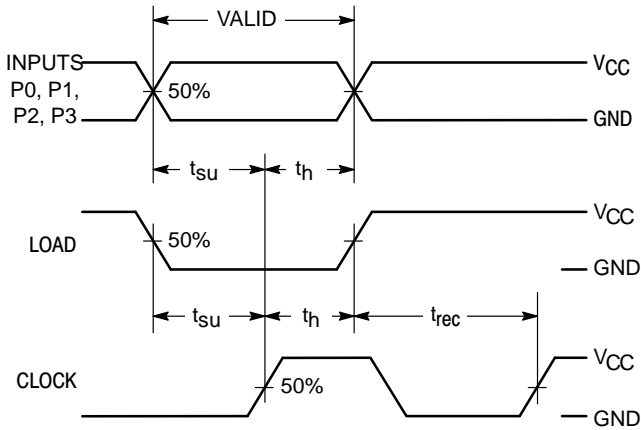 VALID
INPUTS
P0, P1,
P2, P3
50%
VCC
GND
tsu
th
LOAD
50%
VCC
GND
tsu
th
trec
CLOCK
50%
VCC
GND